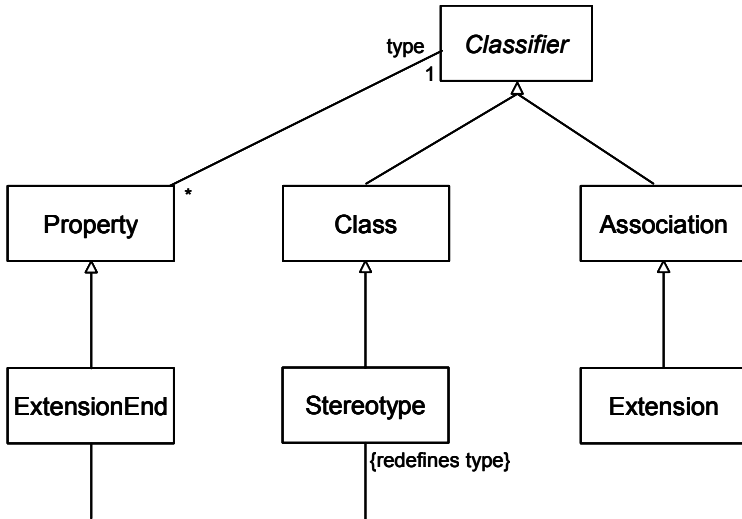 Classifier
type
1
*
Property
Class
Association
ExtensionEnd
Stereotype
Extension
{redefines type}